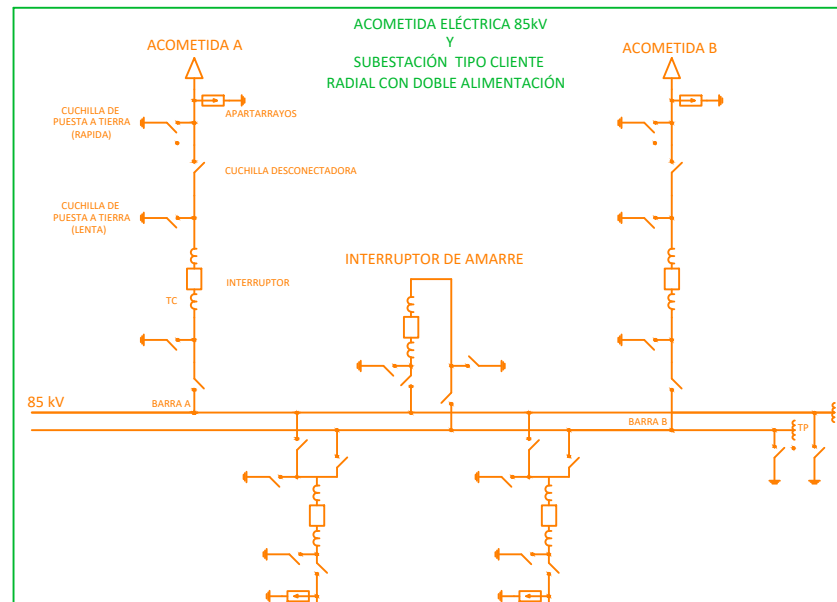 ACOMETIDA ELÉCTRICA 85kV
Y
SUBESTACIÓN TIPO CLIENTE
RADIAL CON DOBLE ALIMENTACIÓN
ACOMETIDA A
ACOMETIDA B
CUCHILLA DE
PUESTA A TIERRA
(RAPIDA)
APARTARRAYOS
CUCHILLA DESCONECTADORA
CUCHILLA DE
PUESTA A TIERRA
(LENTA)
INTERRUPTOR DE AMARRE
INTERRUPTOR
TC
85 kV
BARRA A
BARRA B
TP